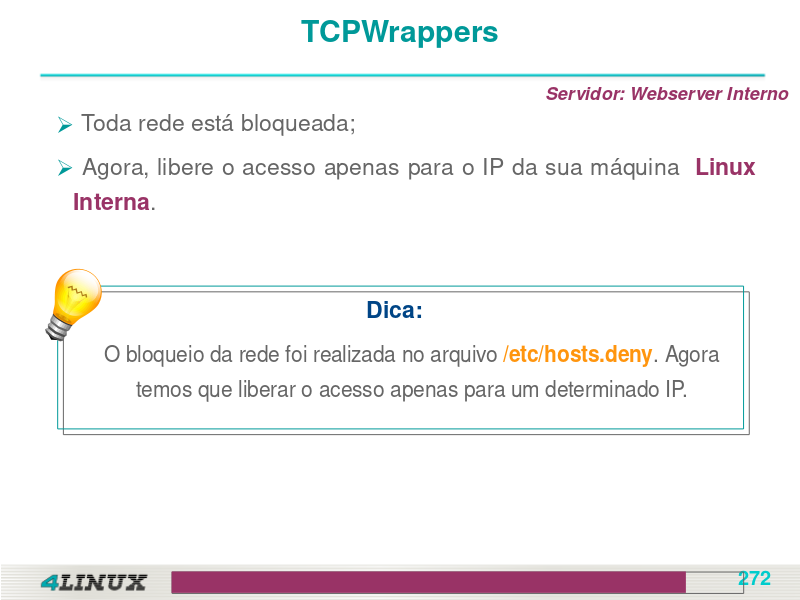 TCPWrappers
Servidor: Webserver Interno
Toda rede está bloqueada;
Agora, libere o acesso apenas para o IP da sua máquina Linux
Interna.
Dica:
O bloqueio da rede foi realizada no arquivo /etc/hosts.deny. Agora
temos que liberar o acesso apenas para um determinado IP.
4LINUX
272